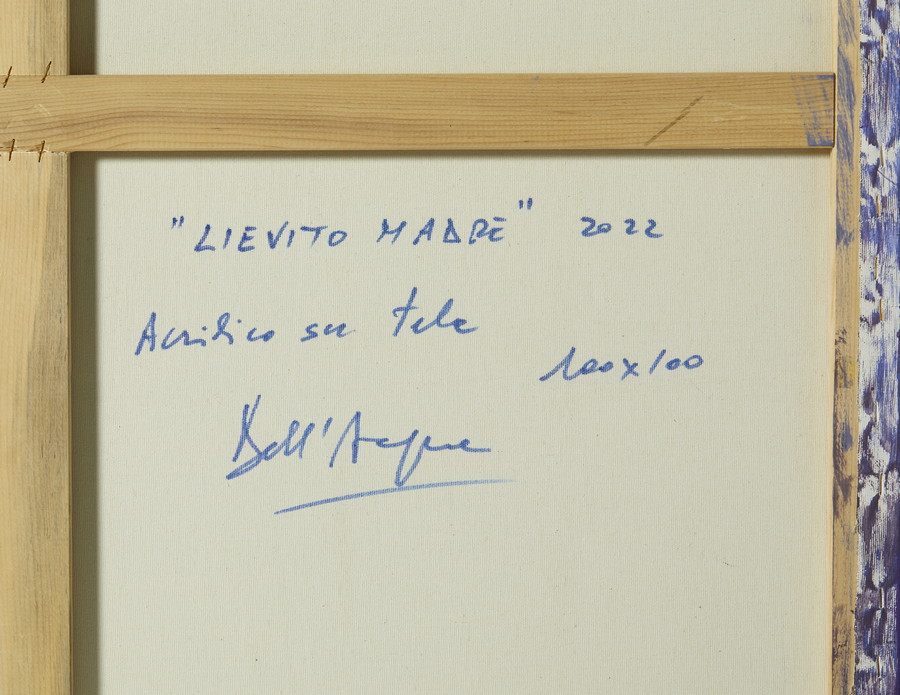 "LIEVITO MADRE" 2022
Acrilico su tela
100x100
Dell'Acqua